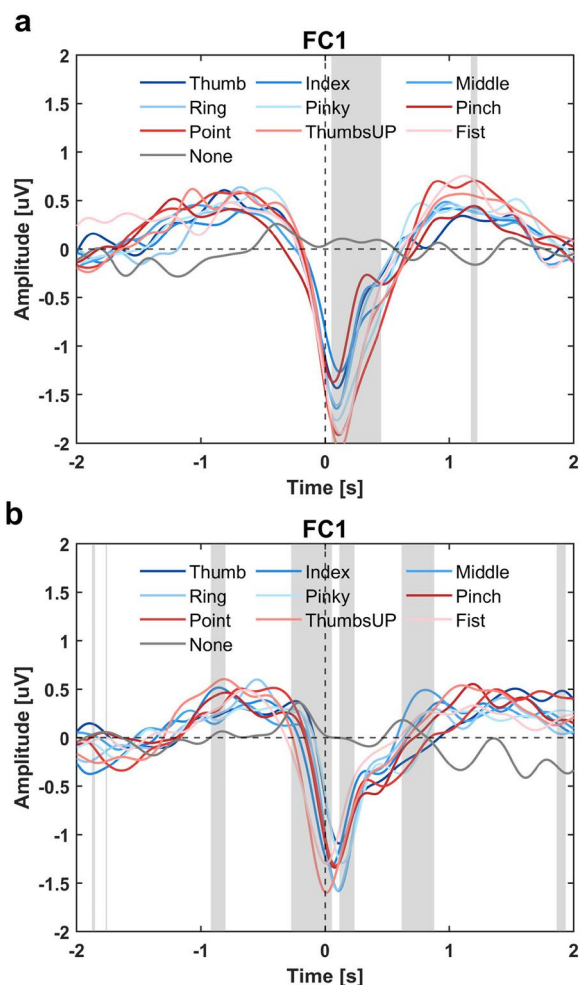 a
FC1
2
1.5
1
0.5
0
-0.5
-1
-1.5
-2
Amplitude [uV]
Thumb Index Middle
Ring Pinky Pinch
Point ThumbsUP Fist
None
-2 -1 0 1 2
Time [s]
b
FC1
2
1.5
1
0.5
0
-0.5
-1
-1.5
-2
Amplitude [uV]
Thumb Index Middle
Ring Pinky Pinch
Point ThumbsUP Fist
None
-2 -1 0 1 2
Time [s]